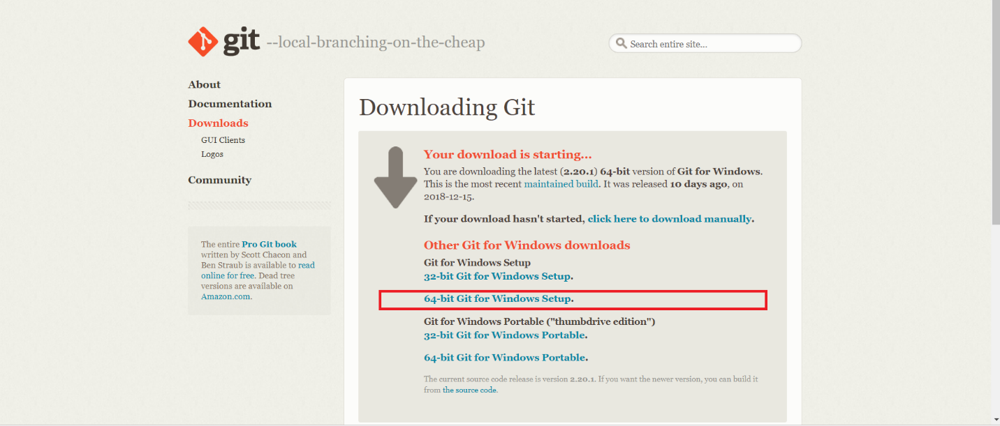 git --local-branching-on-the-cheap
Search entire site...
About
Documentation
Downloads
GUI Clients
Logos
Community
The entire Pro Git book
written by Scott Chacon and
Ben Straub is available to read
online for free. Dead tree
versions are available on
Amazon.com.
Downloading Git
Your download is starting...
You are downloading the latest (2.20.1) 64-bit version of Git for Windows.
This is the most recent maintained build. It was released 10 days ago, on
2018-12-15.
If your download hasn't started, click here to download manually.
Other Git for Windows downloads
Git for Windows Setup
32-bit Git for Windows Setup.
64-bit Git for Windows Setup.
Git for Windows Portable ("thumbdrive edition")
32-bit Git for Windows Portable.
64-bit Git for Windows Portable.
The current source code release is version 2.20.1. If you want the newer version, you can build it
from the source code.